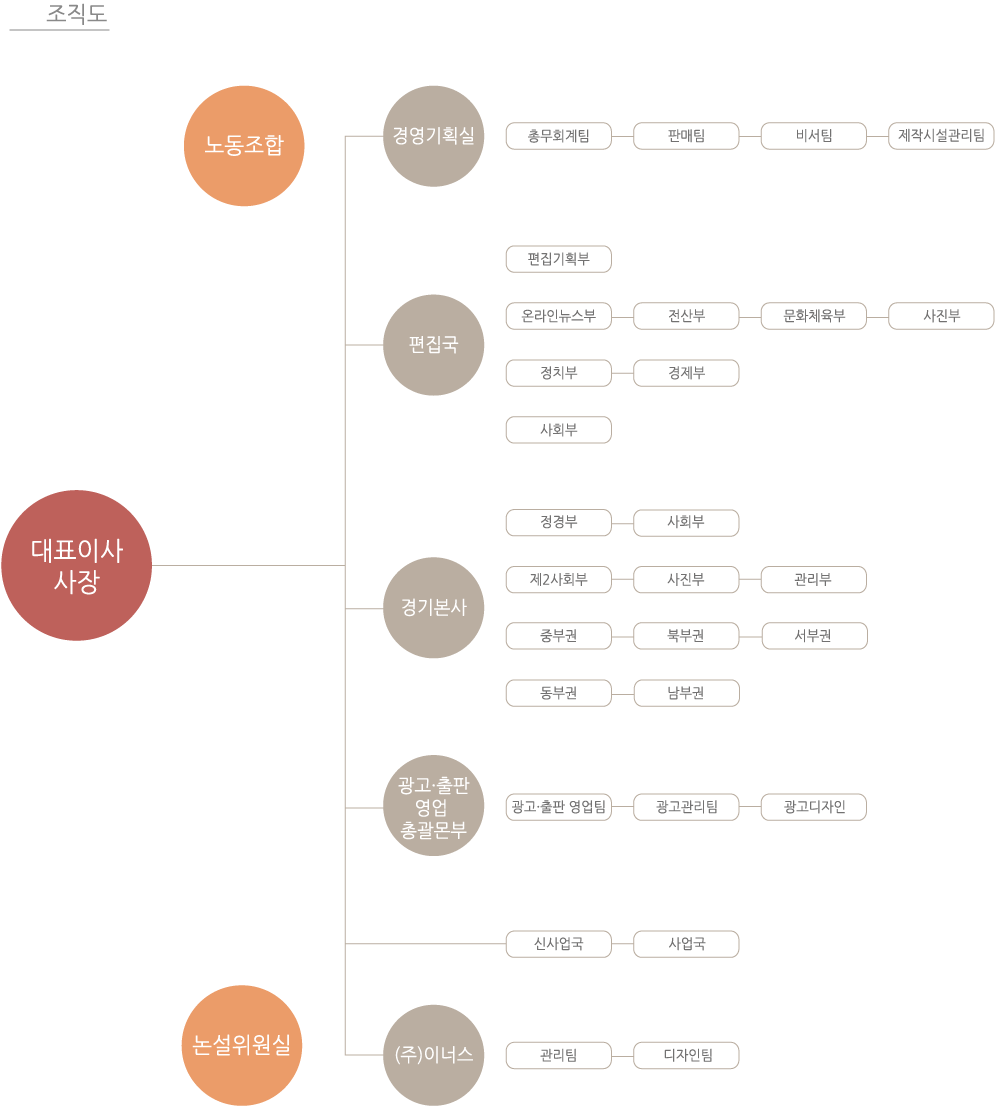 조직도
노동조합
경영기획실
총무회계팀
판매팀
비서팀
제작시설관리팀
편집기획부
편집국
온라인뉴스부
전산부
문화체육부
사진부
정치부
경제부
사회부
대표이사
사장
정경부
사회부
경기본사
제2사회부
사진부
관리부
중부권
북부권
서부권
동부권
남부권
광고·출판
영업
총괄몬부
광고·출판 영업팀
광고관리팀
광고디자인
신사업국
사업국
논설위원실
(주)이너스
관리팀
디자인팀